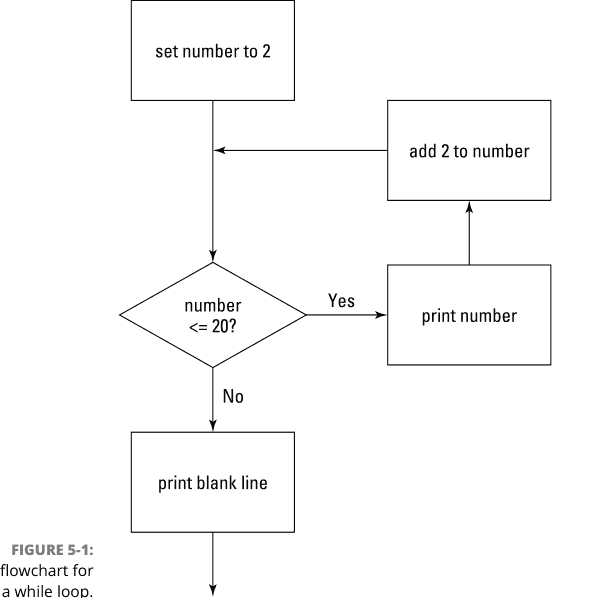 set number to 2
add 2 to number
number
<= 20?
Yes
print number
No
print blank line
FIGURE 5-1:
flowchart for
a while loop.